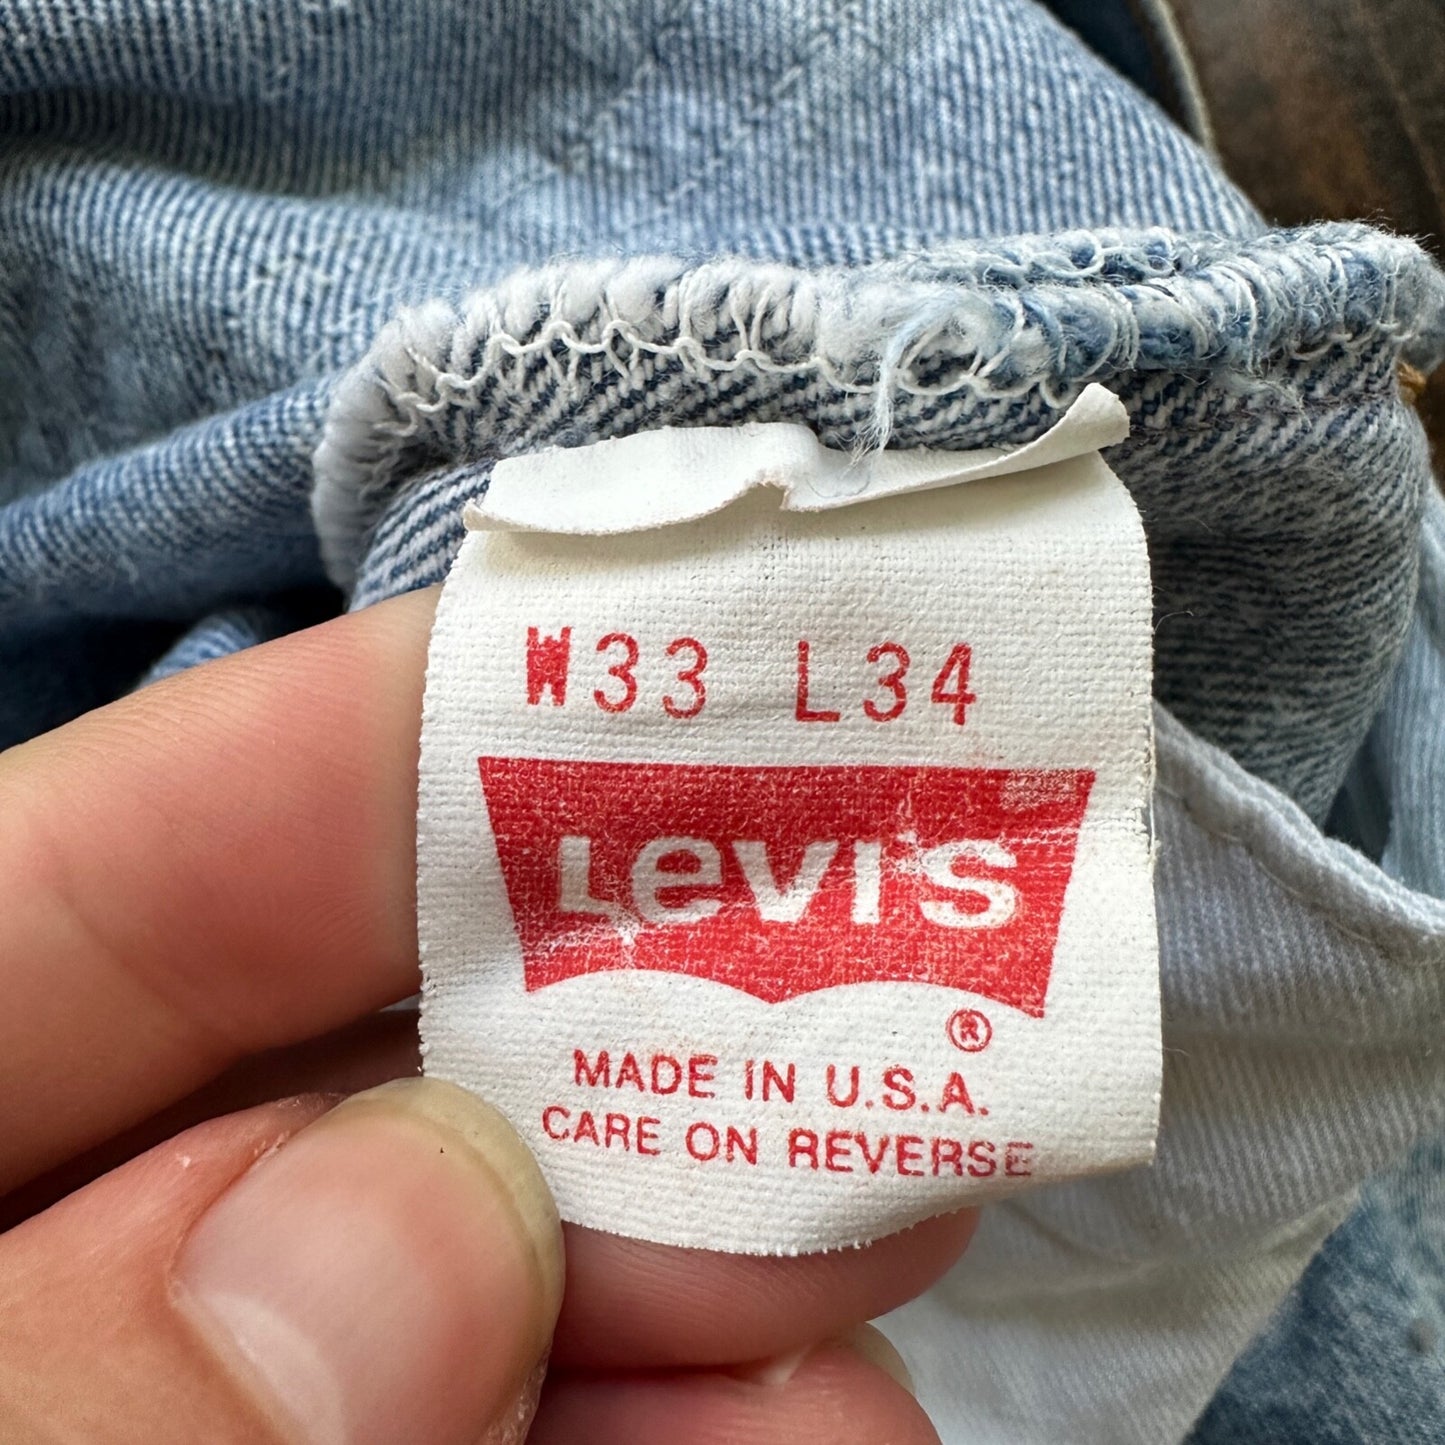 W33 L34
Levi's
®
MADE IN U.S.A.
CARE ON REVERSE